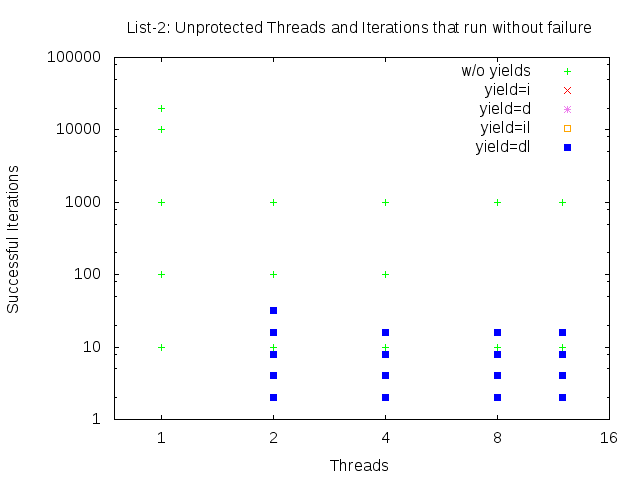 List-2: Unprotected Threads and Iterations that run without failure
100000
10000
1000
100
10
1
Successful Iterations
w/o yields
yield=i
yield=d
yield=il
yield=dl
1 2 4 8 16
Threads